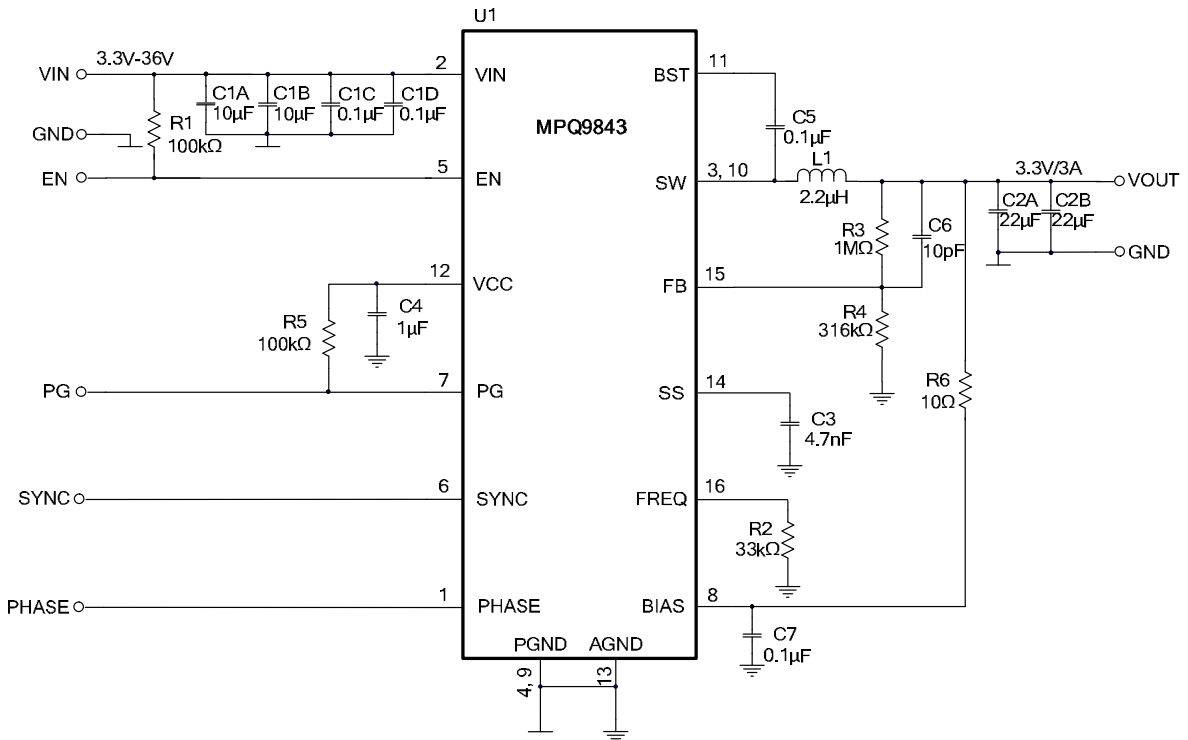 U1
MPQ9843
VIN
3.3V-36V
2
VIN
C1A
10µF
C1B
10µF
C1C
0.1µF
C1D
0.1µF
GND
R1
100kΩ
EN
5
EN
12
VCC
C4
1µF
R5
100kΩ
PG
7
PG
SYNC
6
SYNC
PHASE
1
PHASE
PGND
AGND
4, 9
13
BST
11
C5
0.1µF
SW
3, 10
L1
2.2µH
3.3V/3A
VOUT
C2A
22µF
C2B
22µF
GND
R3
1MΩ
C6
10pF
FB
15
R4
316kΩ
SS
14
C3
4.7nF
R6
10Ω
FREQ
16
R2
33kΩ
BIAS
8
C7
0.1µF